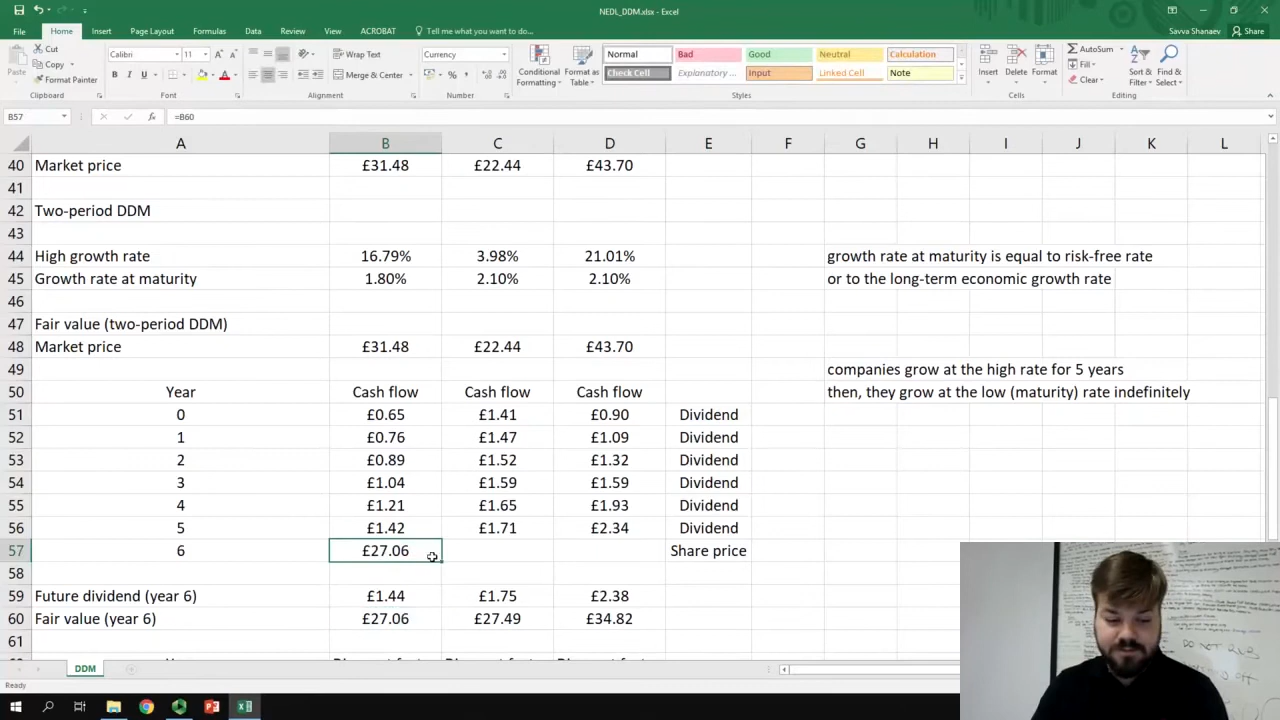 NEDL_DDM.xlsx - Excel
Savva Shanaev
Share
File Home Insert Page Layout Formulas Data Review View ACROBAT Tell me what you want to do...
Paste
Cut
Copy
Format Painter
Clipboard
Calibri 11
B I U
Font
Wrap Text
Merge & Center
Alignment
Currency
Number
Conditional Formatting
Format as Table
Normal Bad Good Neutral Calculation
Check Cell Explanatory ... Input Linked Cell Note
Styles
Insert Delete Format
Cells
AutoSum
Fill
Clear
Sort & Filter
Find & Select
Editing
B57 fx =B60
A B C D E F G H I J K L
40 Market price £31.48 £22.44 £43.70
41
42 Two-period DDM
43
44 High growth rate 16.79% 3.98% 21.01% growth rate at maturity is equal to risk-free rate
45 Growth rate at maturity 1.80% 2.10% 2.10% or to the long-term economic growth rate
46
47 Fair value (two-period DDM)
48 Market price £31.48 £22.44 £43.70
49 companies grow at the high rate for 5 years
50 Year Cash flow Cash flow Cash flow then, they grow at the low (maturity) rate indefinitely
51 0 £0.65 £1.41 £0.90 Dividend
52 1 £0.76 £1.47 £1.09 Dividend
53 2 £0.89 £1.52 £1.32 Dividend
54 3 £1.04 £1.59 £1.59 Dividend
55 4 £1.21 £1.65 £1.93 Dividend
56 5 £1.42 £1.71 £2.34 Dividend
57 6 £27.06 Share price
58
59 Future dividend (year 6) £1.44 £1.75 £2.38
60 Fair value (year 6) £27.06 £27.49 £34.82
61
DDM
Ready